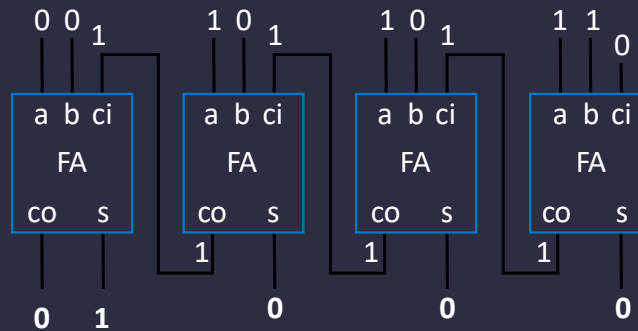 0 0 1 1 0 1 1 0 1 1 1 0
a b ci a b ci a b ci a b ci
FA FA FA FA
co s co s co s co s
1 1 1
0 1 0 0 0